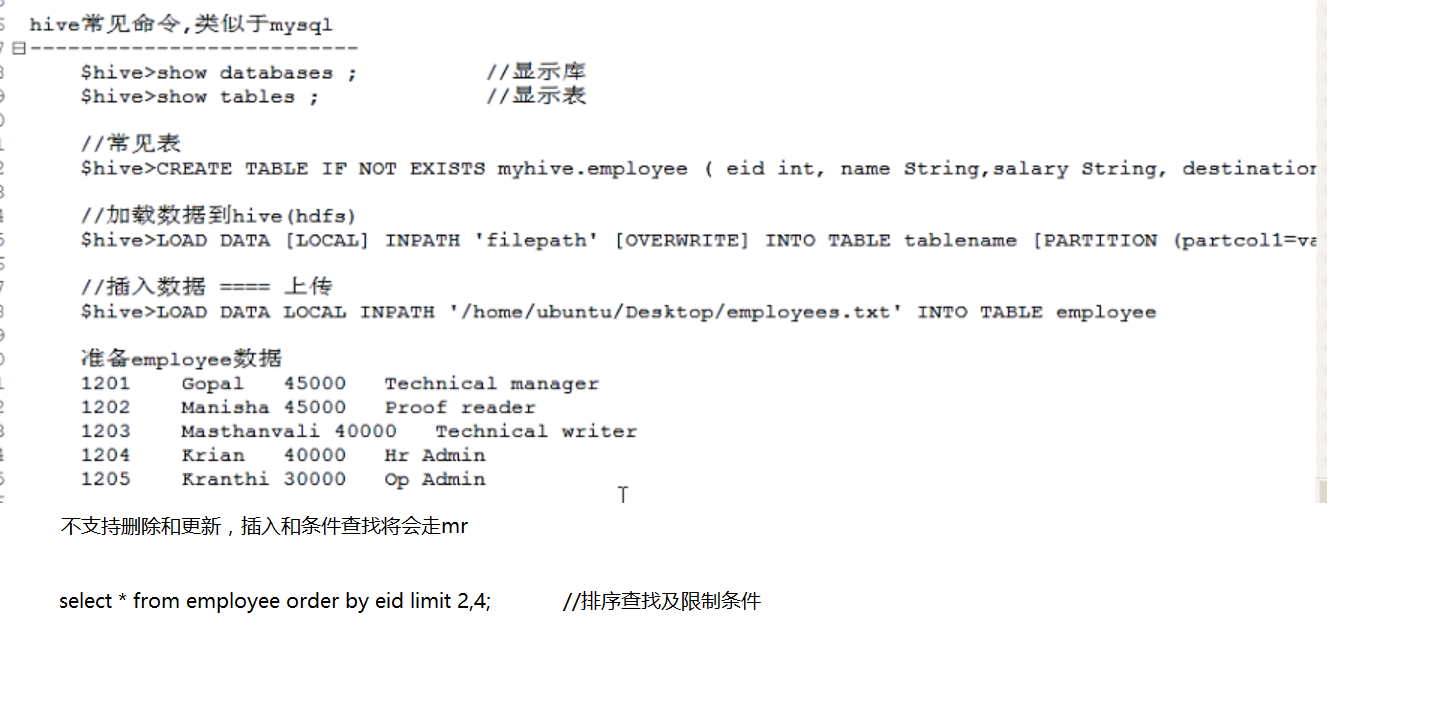 hive常见命令,类似于mysql
--------------------------
$hive>show databases ; //显示库
$hive>show tables ; //显示表
//常见表
$hive>CREATE TABLE IF NOT EXISTS myhive.employee ( eid int, name String,salary String, destination
//加载数据到hive(hdfs)
$hive>LOAD DATA [LOCAL] INPATH 'filepath' [OVERWRITE] INTO TABLE tablename [PARTITION (partcol1=va
//插入数据 ==== 上传
$hive>LOAD DATA LOCAL INPATH '/home/ubuntu/Desktop/employees.txt' INTO TABLE employee
准备employee数据
1201 Gopal 45000 Technical manager
1202 Manisha 45000 Proof reader
1203 Masthanvali 40000 Technical writer
1204 Krian 40000 Hr Admin
1205 Kranthi 30000 Op Admin
不支持删除和更新，插入和条件查找将会走mr
select * from employee order by eid limit 2,4; //排序查找及限制条件